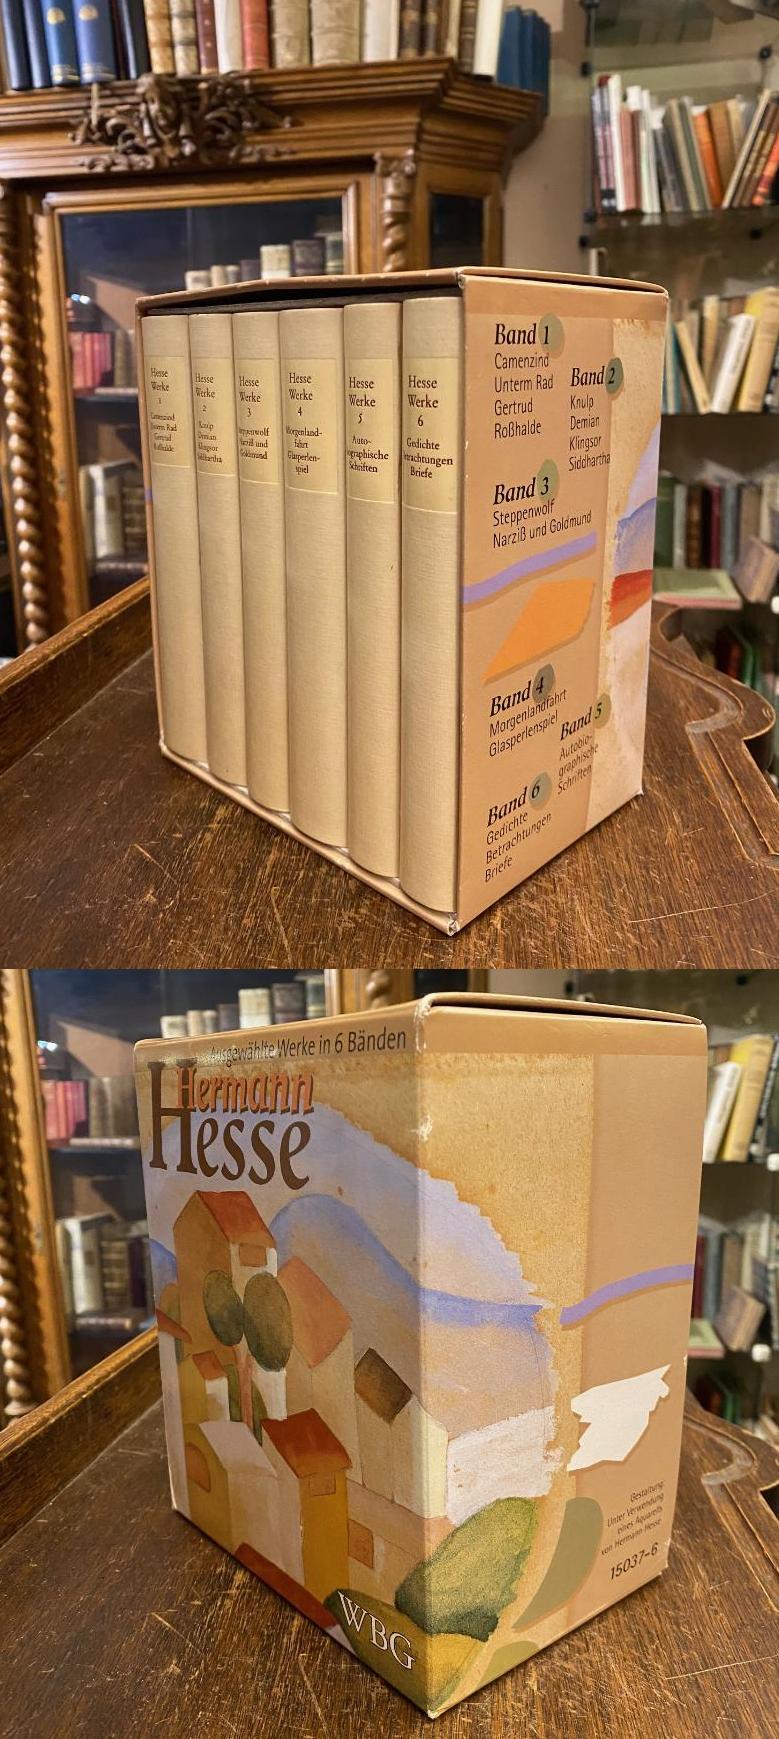 Hesse
Werke
1
Camenzind
Unterm Rad
Gertrud
Roßhalde
Hesse
Werke
2
Knulp
Demian
Klingsor
Siddhartha
Hesse
Werke
3
Steppenwolf
Narziß und
Goldmund
Hesse
Werke
4
Morgenland-
fahrt
Glasperlen-
spiel
Hesse
Werke
5
Auto-
biographische
Schriften
Hesse
Werke
6
Gedichte
Betrachtungen
Briefe
Band 1
Camenzind
Unterm Rad
Gertrud
Roßhalde
Band 2
Knulp
Demian
Klingsor
Siddhartha
Band 3
Steppenwolf
Narziß und Goldmund
Band 4
Morgenlandfahrt
Glasperlenspiel
Band 5
Autobio-
graphische
Schriften
Band 6
Gedichte
Betrachtungen
Briefe
Ausgewählte Werke in 6 Bänden
Hermann
Hesse
WBG
Gestaltung:
Unter Verwendung
eines Aquarells
von Hermann Hesse
15037-6